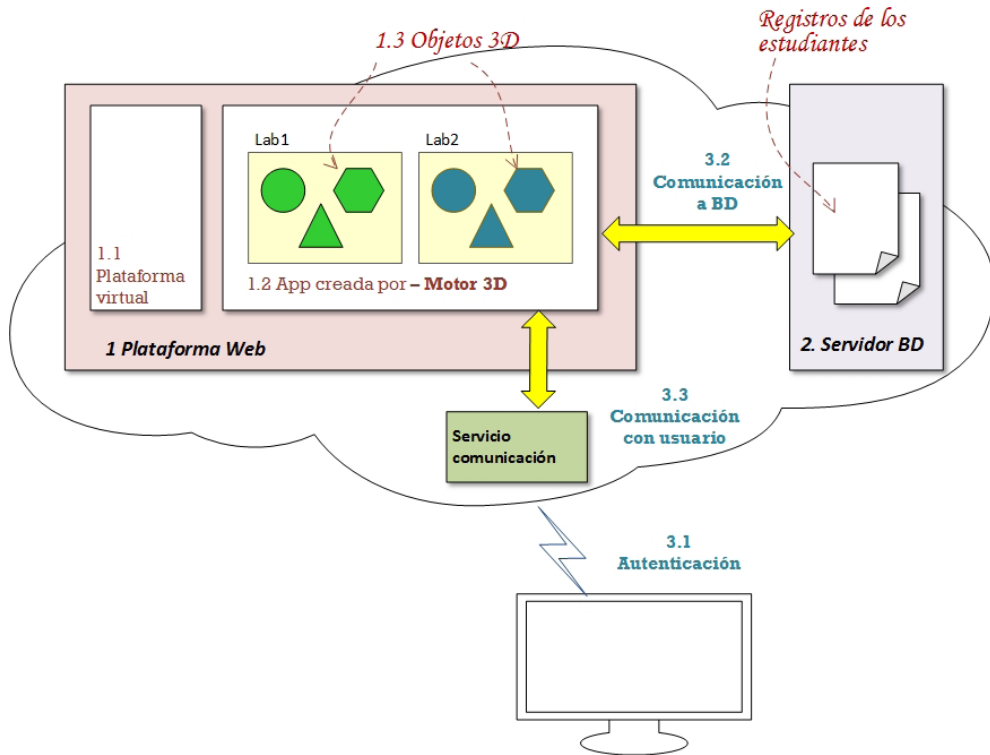 1.3 Objetos 3D
Registros de los
estudiantes
Lab1
Lab2
3.2
Comunicación
a BD
1.1
Plataforma
virtual
1.2 App creada por – Motor 3D
1 Plataforma Web
2. Servidor BD
3.3
Comunicación
con usuario
Servicio
comunicación
3.1
Autenticación